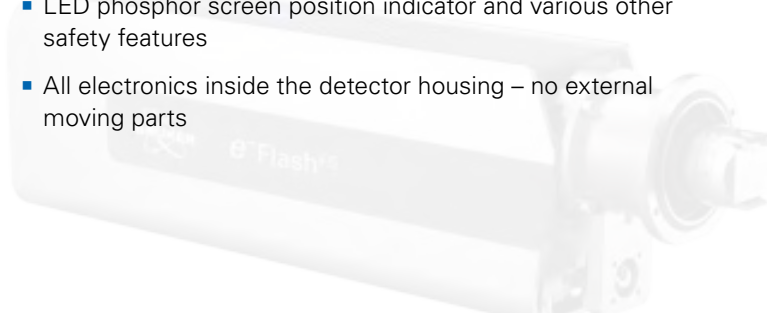 ▪ LED phosphor screen position indicator and various other
safety features
▪ All electronics inside the detector housing – no external
moving parts
e⁻Flash